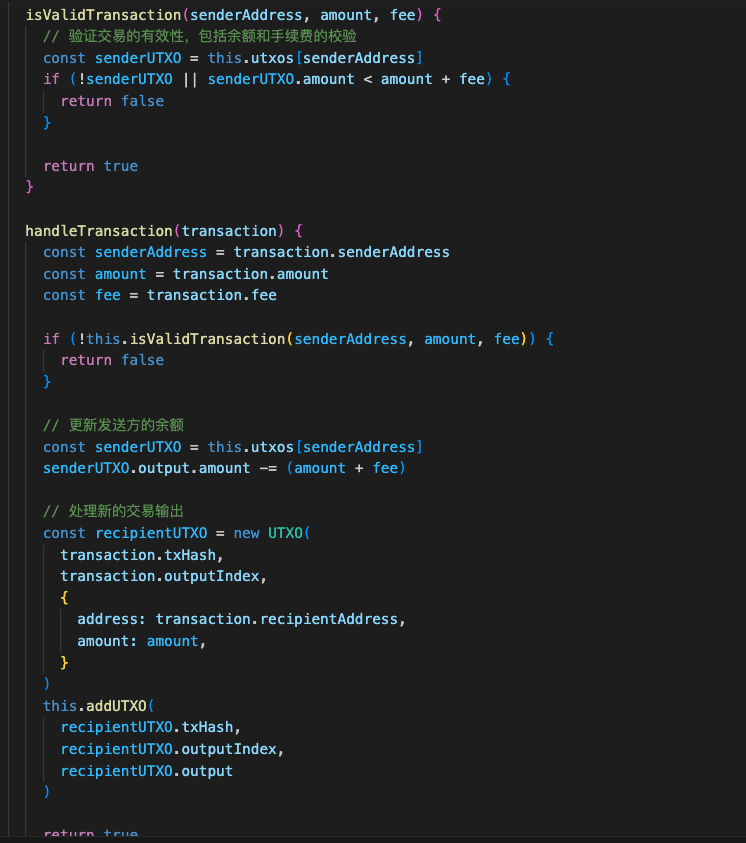 isValidTransaction(senderAddress, amount, fee) {
  // 验证交易的有效性，包括余额和手续费的校验
  const senderUTXO = this.utxos[senderAddress]
  if (!senderUTXO || senderUTXO.amount < amount + fee) {
    return false
  }

  return true
}

handleTransaction(transaction) {
  const senderAddress = transaction.senderAddress
  const amount = transaction.amount
  const fee = transaction.fee

  if (!this.isValidTransaction(senderAddress, amount, fee)) {
    return false
  }

  // 更新发送方的余额
  const senderUTXO = this.utxos[senderAddress]
  senderUTXO.output.amount -= (amount + fee)

  // 处理新的交易输出
  const recipientUTXO = new UTXO(
    transaction.txHash,
    transaction.outputIndex,
    {
      address: transaction.recipientAddress,
      amount: amount,
    }
  )
  this.addUTXO(
    recipientUTXO.txHash,
    recipientUTXO.outputIndex,
    recipientUTXO.output
  )

  return true